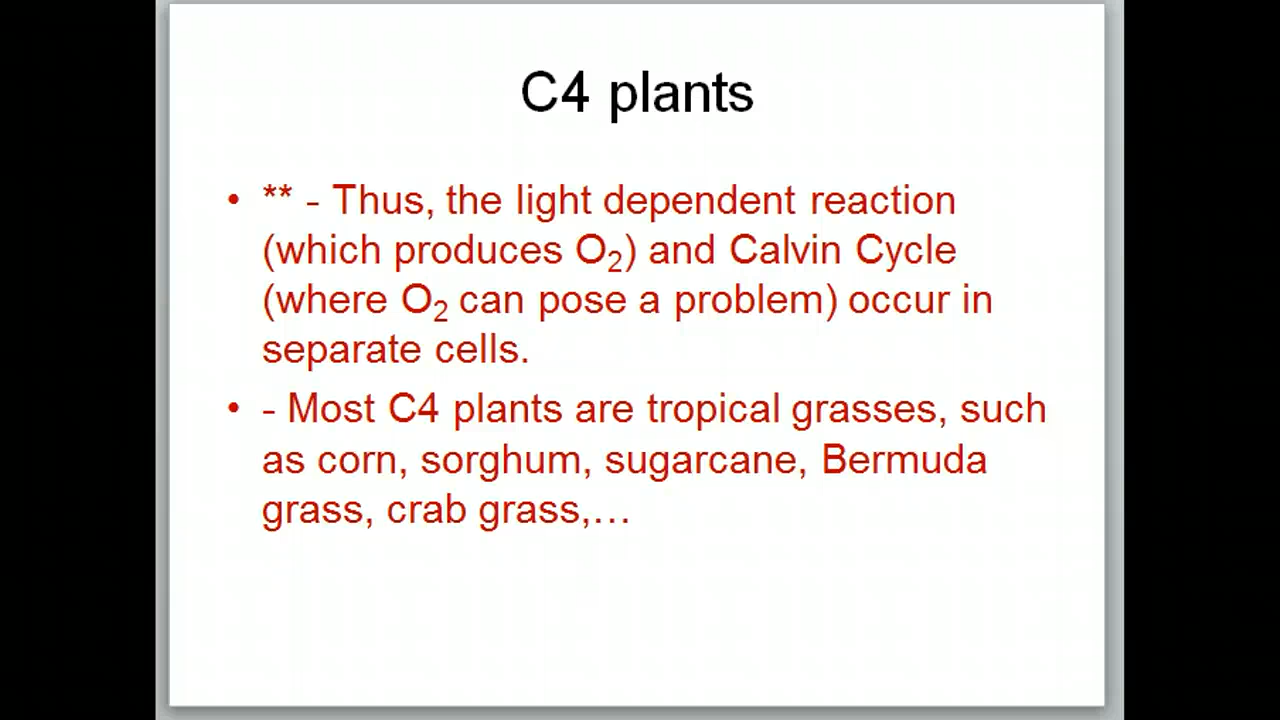 C4 plants
• ** - Thus, the light dependent reaction
(which produces O₂) and Calvin Cycle
(where O₂ can pose a problem) occur in
separate cells.
• - Most C4 plants are tropical grasses, such
as corn, sorghum, sugarcane, Bermuda
grass, crab grass,…